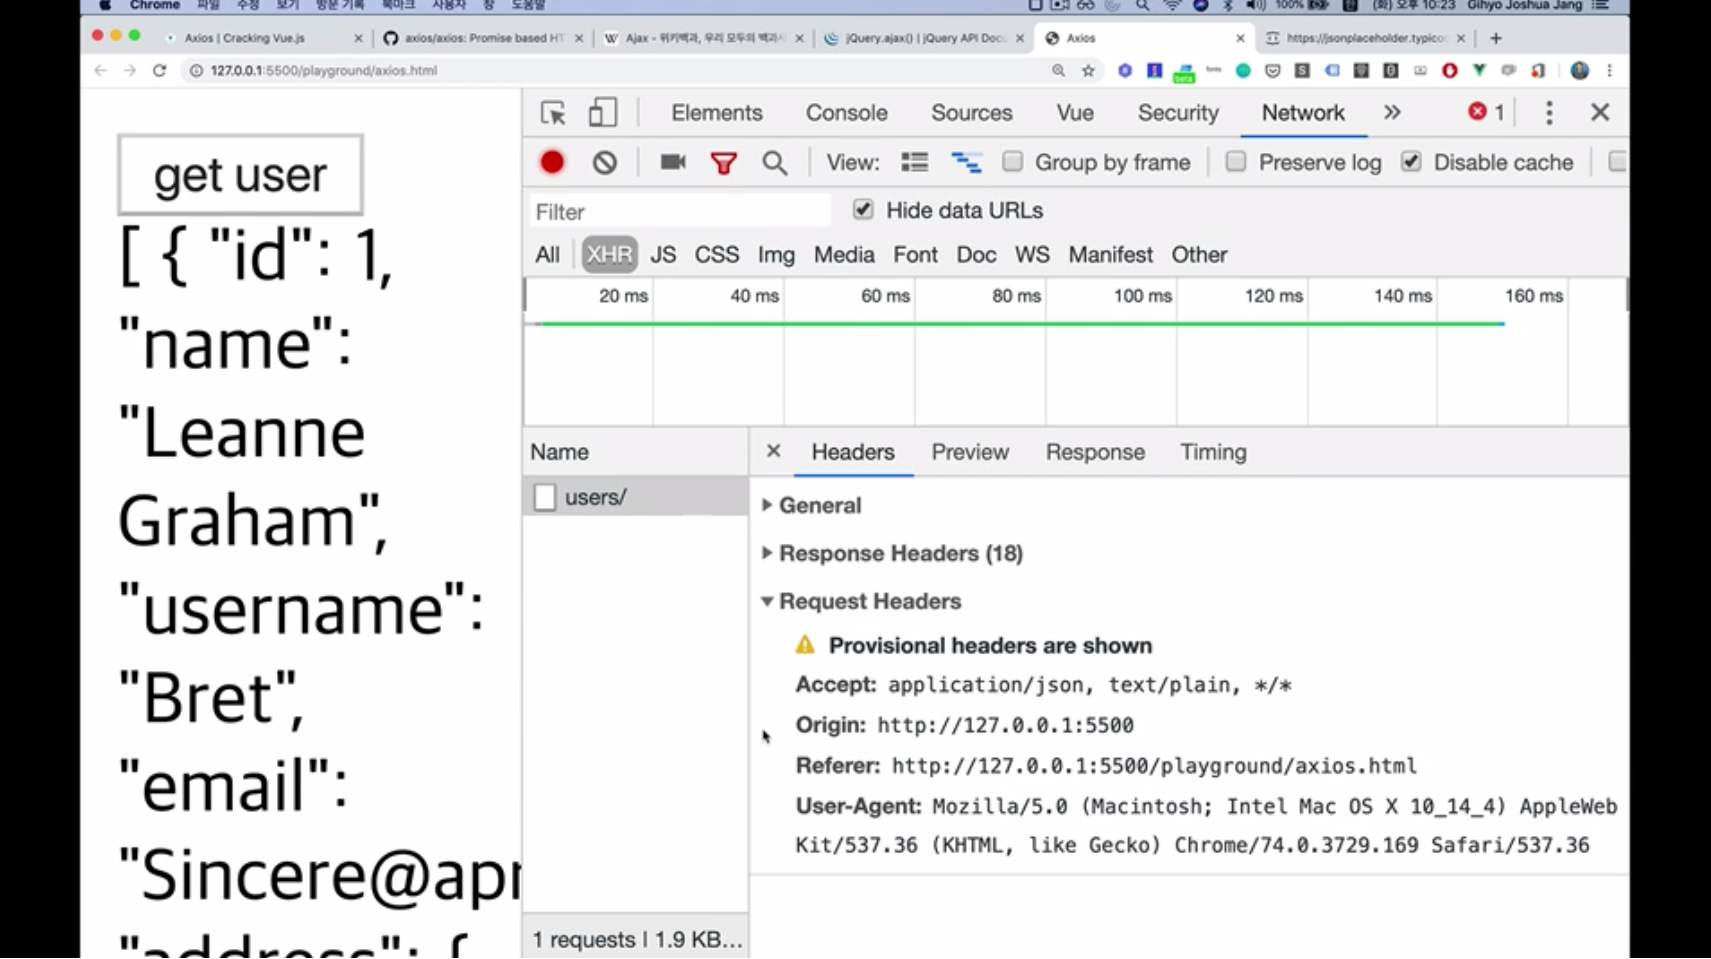 Chrome 파일 수정 보기 방문 기록 북마크 사용자 창 도움말 100% (화) 오후 10:23 Gihyo Joshua Jang
Axios | Cracking Vue.js
axios/axios: Promise based HT
Ajax - 위키백과, 우리 모두의 백과사
jQuery.ajax() | jQuery API Docu
Axios
https://jsonplaceholder.typico
127.0.0.1:5500/playground/axios.html
beta
get user
[ { "id": 1,
"name":
"Leanne
Graham",
"username":
"Bret",
"email":
"Sincere@apr
"address": {
Elements Console Sources Vue Security Network 1
View: Group by frame Preserve log Disable cache
Filter Hide data URLs
All XHR JS CSS Img Media Font Doc WS Manifest Other
20 ms 40 ms 60 ms 80 ms 100 ms 120 ms 140 ms 160 ms
Name
users/
1 requests | 1.9 KB...
Headers Preview Response Timing
General
Response Headers (18)
Request Headers
Provisional headers are shown
Accept: application/json, text/plain, */*
Origin: http://127.0.0.1:5500
Referer: http://127.0.0.1:5500/playground/axios.html
User-Agent: Mozilla/5.0 (Macintosh; Intel Mac OS X 10_14_4) AppleWeb
Kit/537.36 (KHTML, like Gecko) Chrome/74.0.3729.169 Safari/537.36